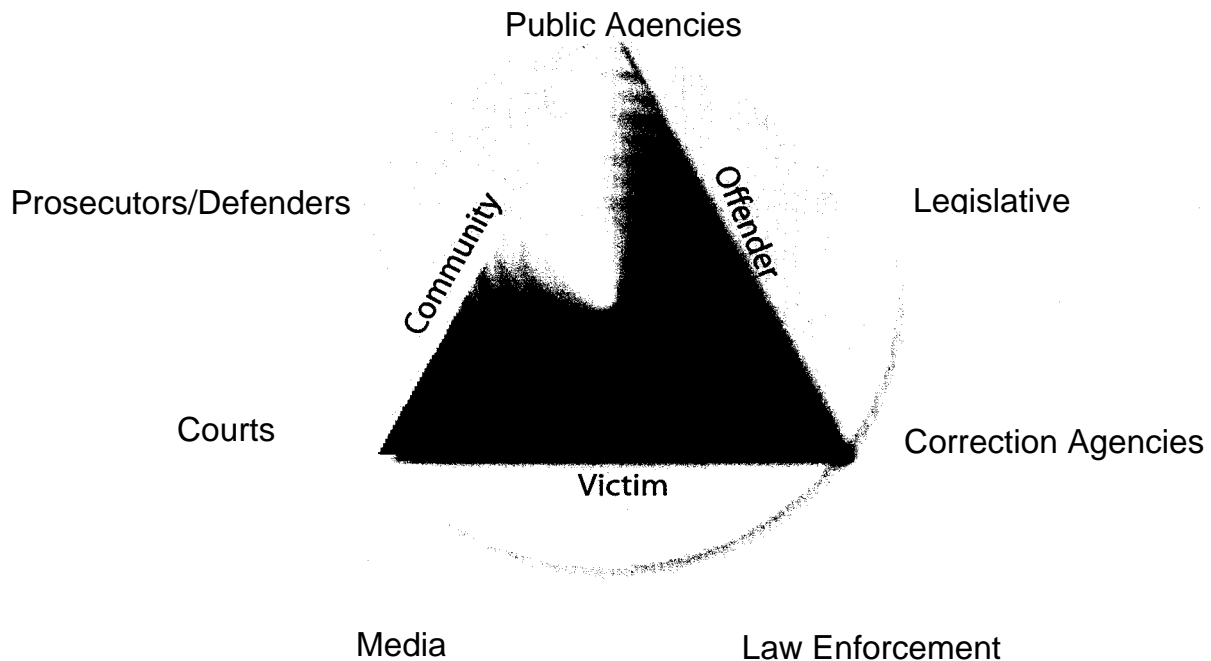 Public Agencies
Prosecutors/Defenders
Legislative
Community
Offender
Courts
Correction Agencies
Victim
Media
Law Enforcement